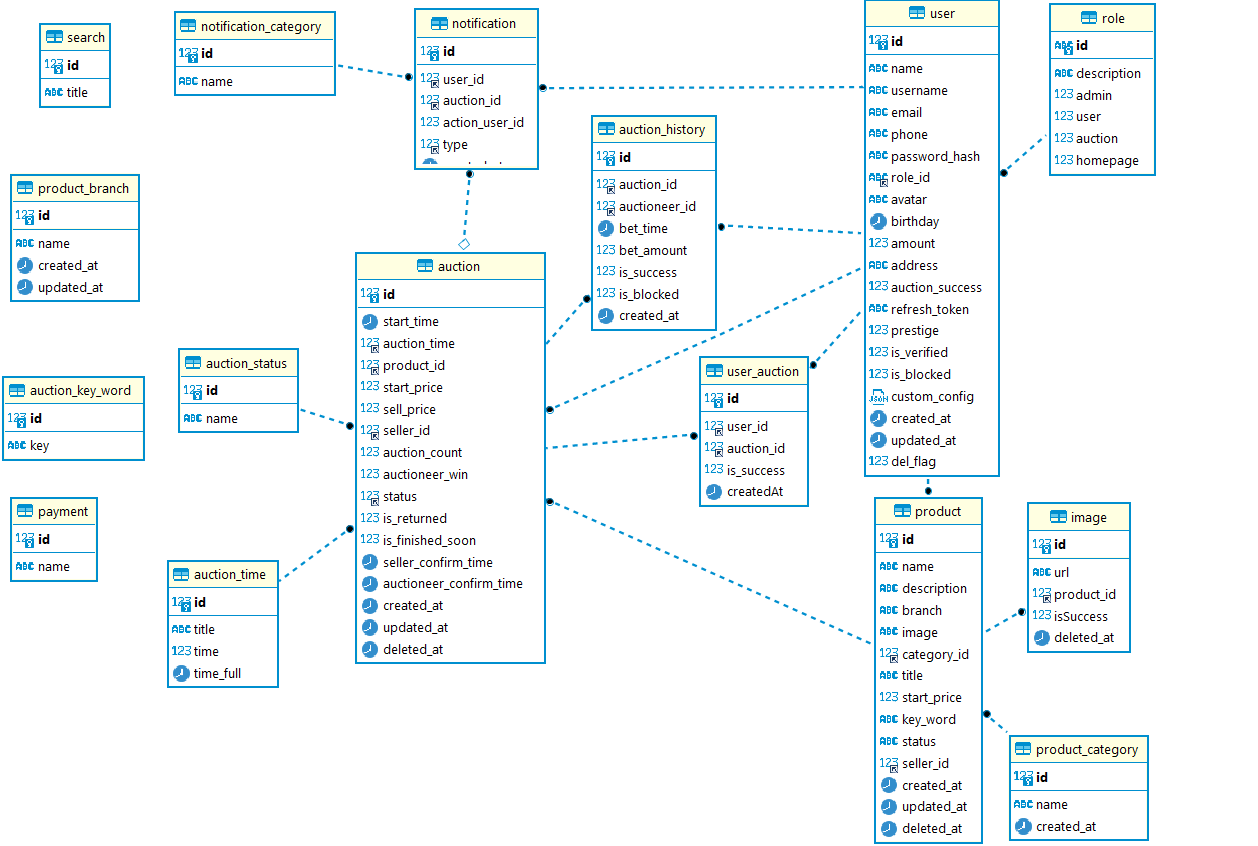 search
id
title
notification_category
id
name
notification
id
user_id
auction_id
action_user_id
type
user
id
name
username
email
phone
password_hash
role_id
avatar
birthday
amount
address
auction_success
refresh_token
prestige
is_verified
is_blocked
custom_config
created_at
updated_at
del_flag
role
id
description
admin
user
auction
homepage
auction_history
id
auction_id
auctioneer_id
bet_time
bet_amount
is_success
is_blocked
created_at
product_branch
id
name
created_at
updated_at
auction
id
start_time
auction_time
product_id
start_price
sell_price
seller_id
auction_count
auctioneer_win
status
is_returned
is_finished_soon
seller_confirm_time
auctioneer_confirm_time
created_at
updated_at
deleted_at
auction_status
id
name
user_auction
id
user_id
auction_id
is_success
createdAt
auction_key_word
id
key
payment
id
name
auction_time
id
title
time
time_full
product
id
name
description
branch
image
category_id
title
start_price
key_word
status
seller_id
created_at
updated_at
deleted_at
image
id
url
product_id
isSuccess
deleted_at
product_category
id
name
created_at